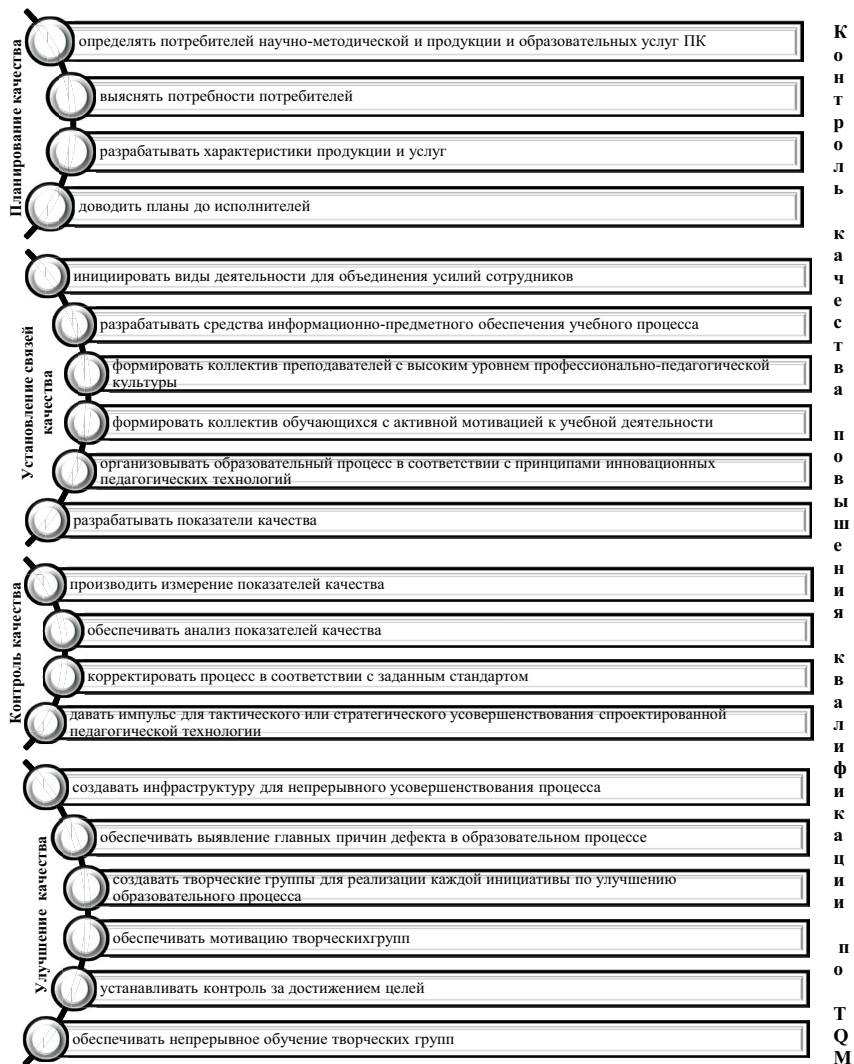 Планирование качества
определять потребителей научно-методической и продукции и образовательных услуг ПК
выяснять потребности потребителей
разрабатывать характеристики продукции и услуг
доводить планы до исполнителей
Установление связей
качества
инициировать виды деятельности для объединения усилий сотрудников
разрабатывать средства информационно-предметного обеспечения учебного процесса
формировать коллектив преподавателей с высоким уровнем профессионально-педагогической
культуры
формировать коллектив обучающихся с активной мотивацией к учебной деятельности
организовывать образовательный процесс в соответствии с принципами инновационных
педагогических технологий
разрабатывать показатели качества
Контроль качества
производить измерение показателей качества
обеспечивать анализ показателей качества
корректировать процесс в соответствии с заданным стандартом
давать импульс для тактического или стратегического усовершенствования спроектированной
педагогической технологии
Улучшение качества
создавать инфраструктуру для непрерывного усовершенствования процесса
обеспечивать выявление главных причин дефекта в образовательном процессе
создавать творческие группы для реализации каждой инициативы по улучшению
образовательного процесса
обеспечивать мотивацию творческихгрупп
устанавливать контроль за достижением целей
обеспечивать непрерывное обучение творческих групп
Контроль качества повышения квалификации по TQM